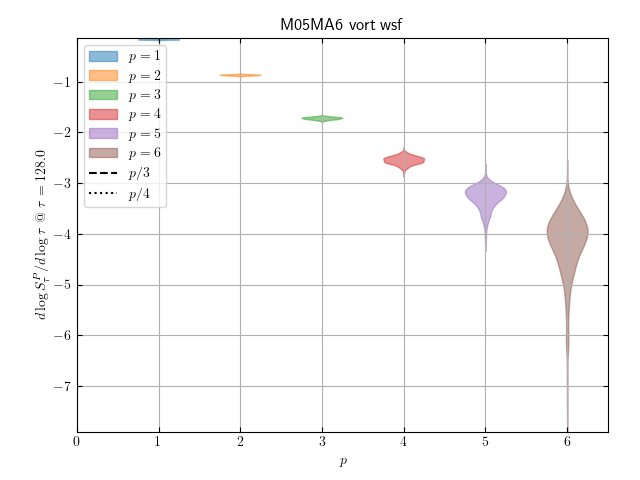 M05MA6 vort wsf
d log S_τ^P / d log τ @ τ = 128.0
−1
−2
−3
−4
−5
−6
−7
p = 1
p = 2
p = 3
p = 4
p = 5
p = 6
p/3
p/4
0 1 2 3 4 5 6
p